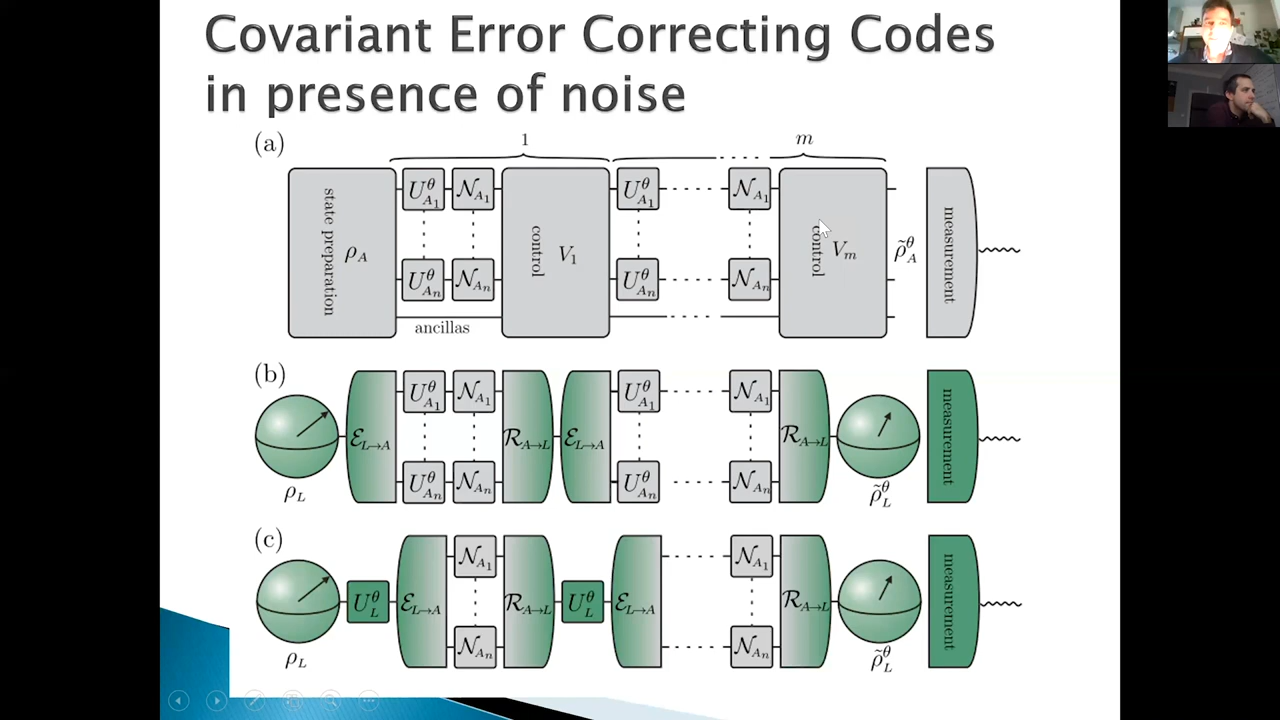 Covariant Error Correcting Codes
in presence of noise
(a)
1
m
state preparation
ρ_A
U^θ_{A_1}
N_{A_1}
control
V_1
U^θ_{A_1}
N_{A_1}
control
V_m
ρ̃^θ_A
measurement
U^θ_{A_n}
N_{A_n}
U^θ_{A_n}
N_{A_n}
ancillas
(b)
ρ_L
ℰ_{L→A}
U^θ_{A_1}
N_{A_1}
ℛ_{A→L}
ℰ_{L→A}
U^θ_{A_1}
N_{A_1}
ℛ_{A→L}
ρ̃^θ_L
measurement
U^θ_{A_n}
N_{A_n}
U^θ_{A_n}
N_{A_n}
(c)
ρ_L
U^θ_L
ℰ_{L→A}
N_{A_1}
ℛ_{A→L}
U^θ_L
ℰ_{L→A}
N_{A_1}
ℛ_{A→L}
ρ̃^θ_L
measurement
N_{A_n}
N_{A_n}